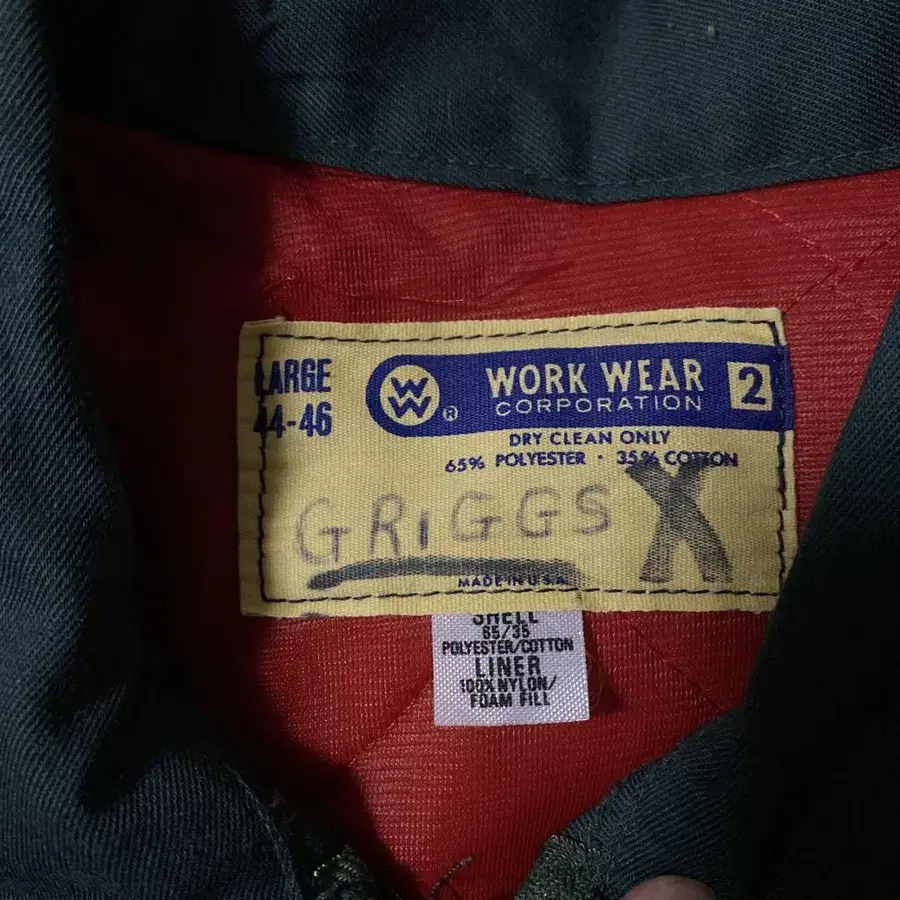 LARGE
44-46
WW
®
WORK WEAR
CORPORATION
2
DRY CLEAN ONLY
65% POLYESTER · 35% COTTON
GRIGGS X
MADE IN U.S.A.
SHELL
65/35
POLYESTER/COTTON
LINER
100% NYLON/
FOAM FILL